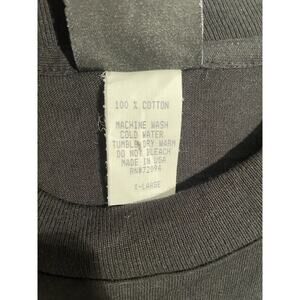 100 % COTTON
MACHINE WASH
COLD WATER
TUMBLE DRY WARM
DO NOT BLEACH
MADE IN USA
RN#72094
X-LARGE